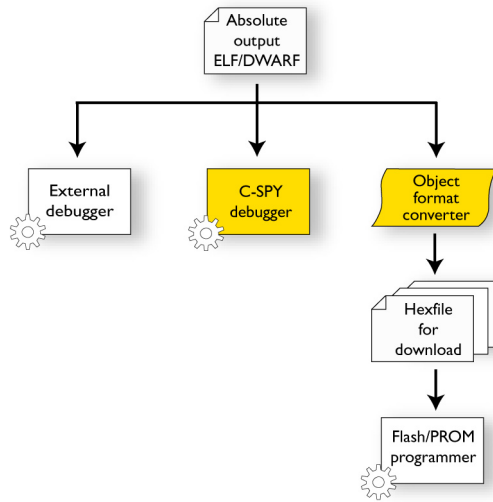 Absolute
output
ELF/DWARF
External
debugger
C-SPY
debugger
Object
format
converter
Hexfile
for
download
Flash/PROM
programmer